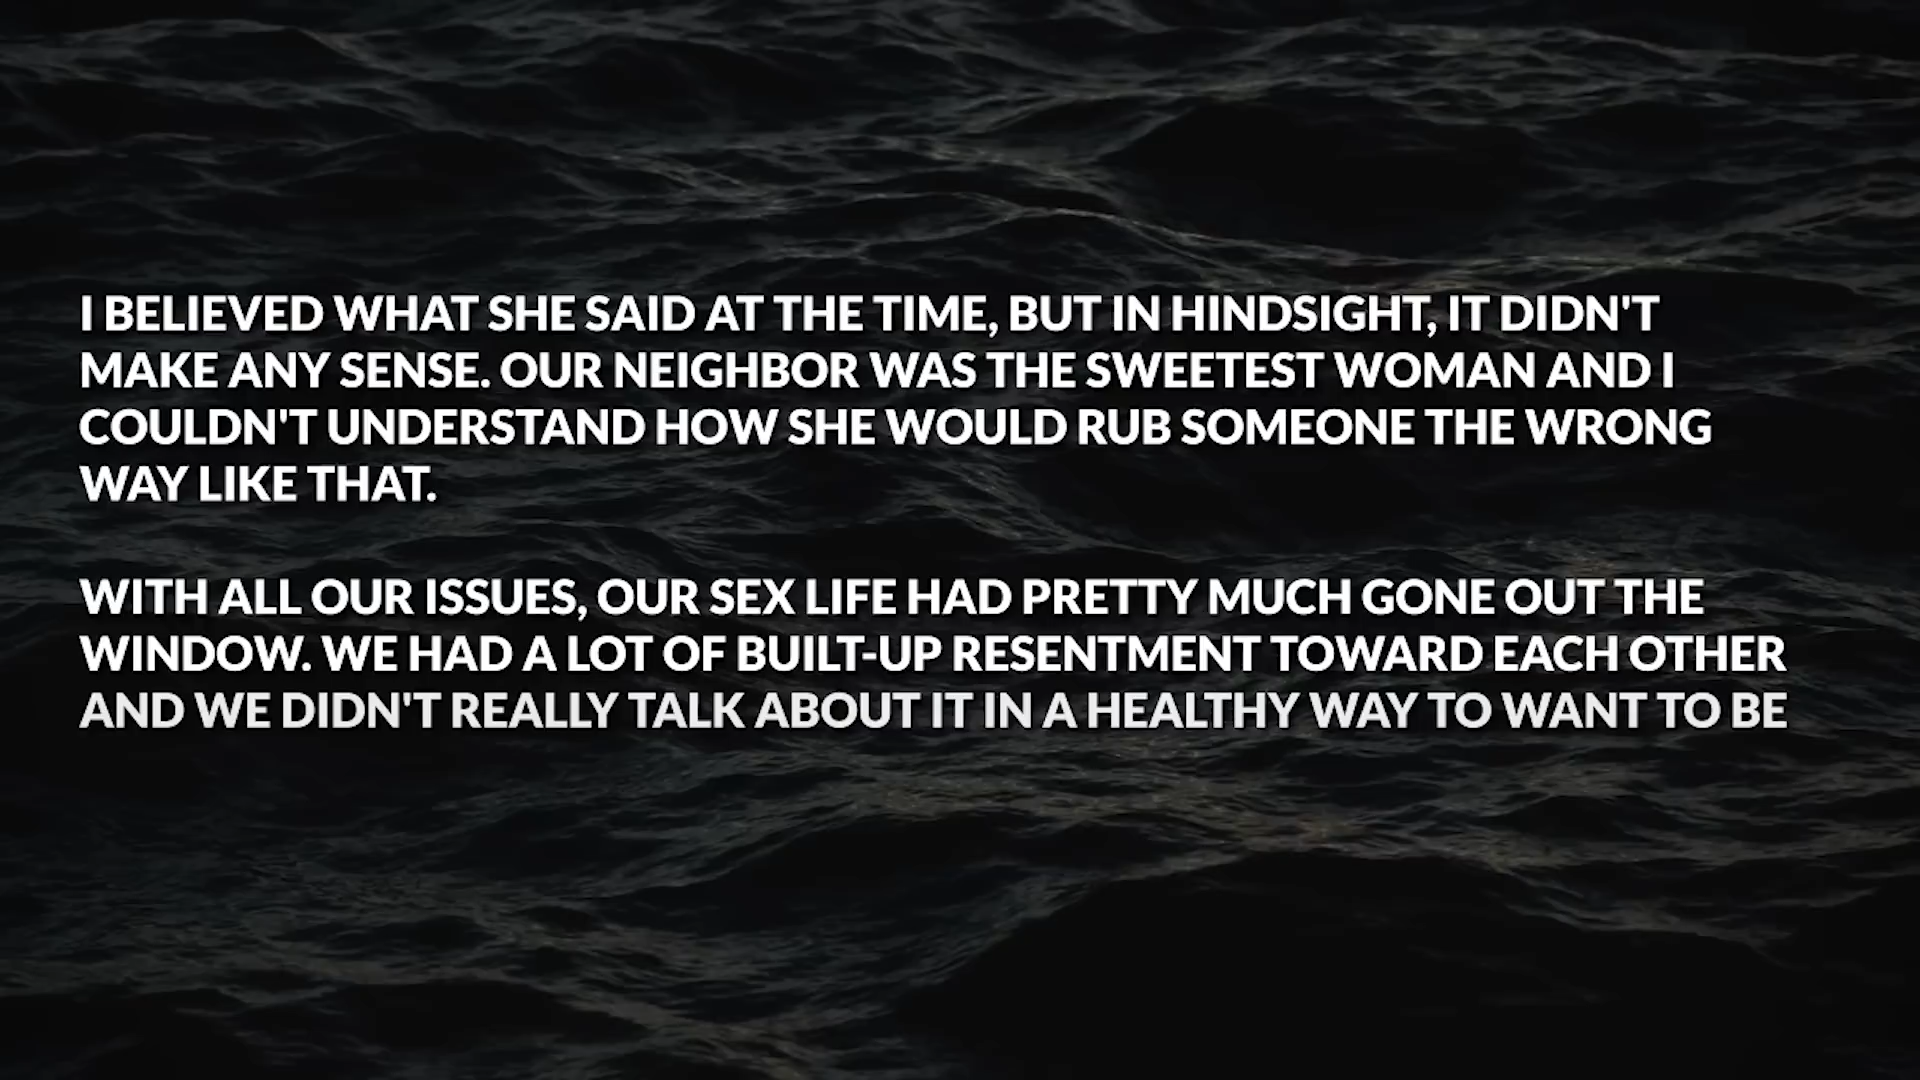 I BELIEVED WHAT SHE SAID AT THE TIME, BUT IN HINDSIGHT, IT DIDN'T
MAKE ANY SENSE. OUR NEIGHBOR WAS THE SWEETEST WOMAN AND I
COULDN'T UNDERSTAND HOW SHE WOULD RUB SOMEONE THE WRONG
WAY LIKE THAT.
WITH ALL OUR ISSUES, OUR SEX LIFE HAD PRETTY MUCH GONE OUT THE
WINDOW. WE HAD A LOT OF BUILT-UP RESENTMENT TOWARD EACH OTHER
AND WE DIDN'T REALLY TALK ABOUT IT IN A HEALTHY WAY TO WANT TO BE